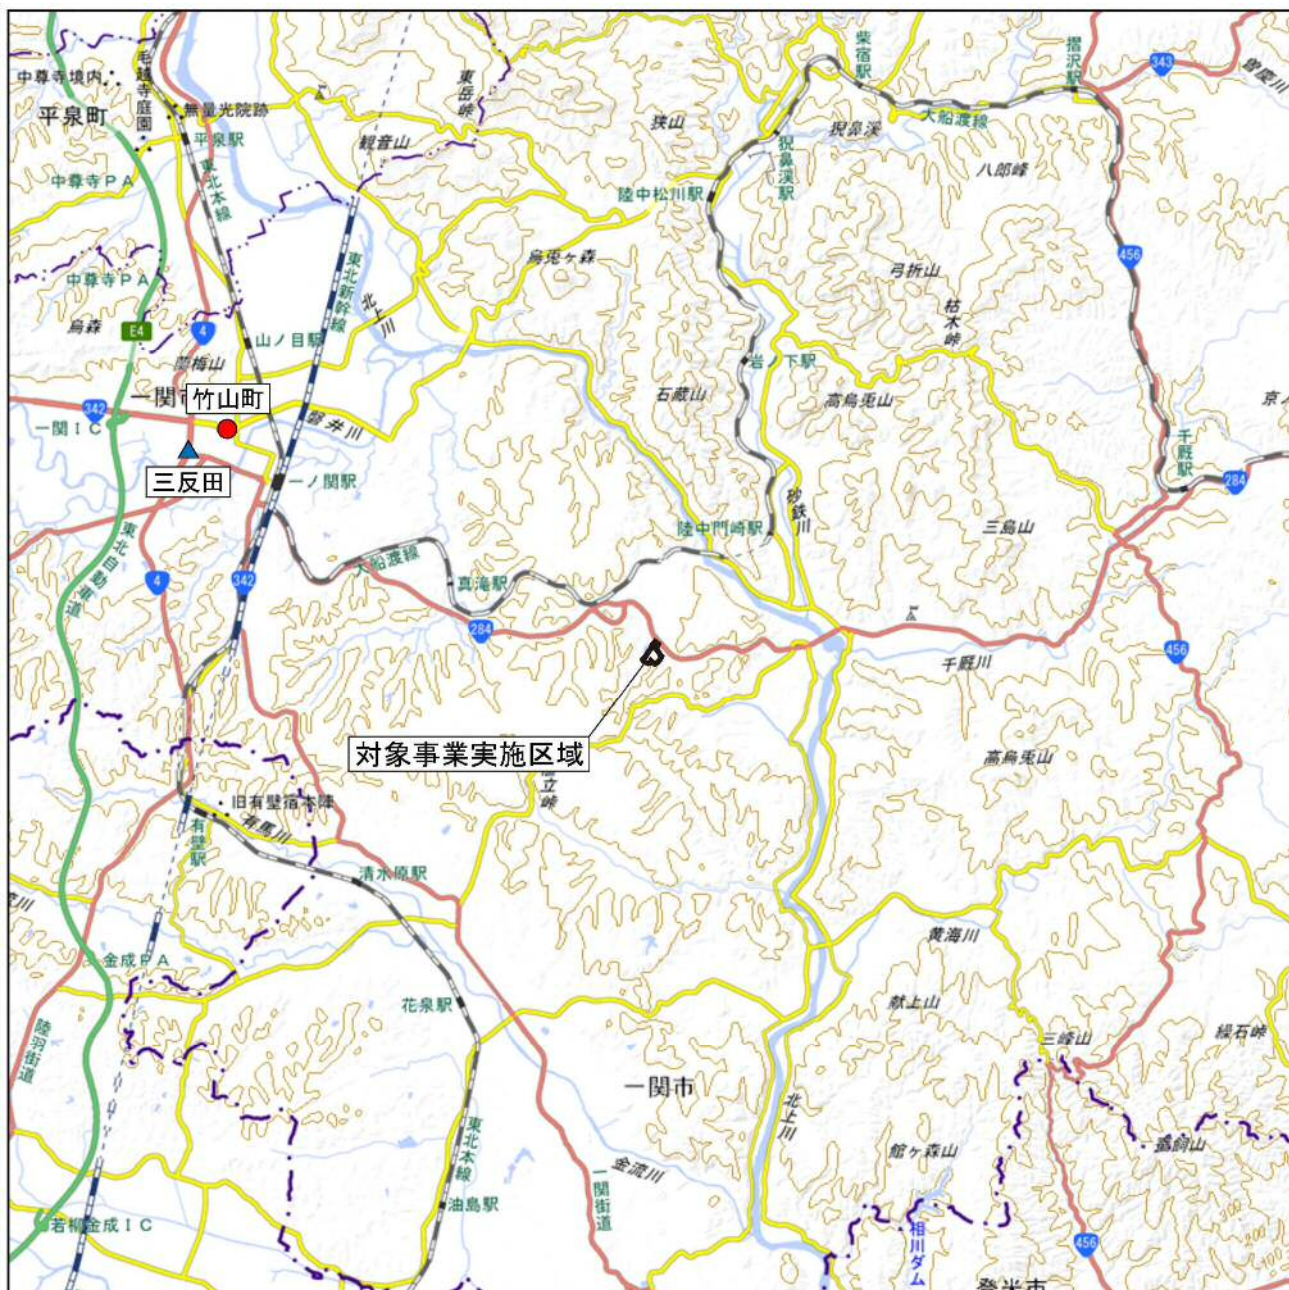 柴宿駅
摺沢駅
343
曽慶川
中尊寺境内
毛越寺庭園
東岳峠
平泉町
無量光院跡
狭山
猊鼻渓
大船渡線
平泉駅
観音山
猊鼻渓駅
八郎峰
中尊寺PA
東北本線
陸中松川駅
烏兎ヶ森
456
中尊寺PA
東北新幹線
弓折山
北上川
枯木峠
烏森
E4
4
山ノ目駅
岩ノ下駅
蘭梅山
石蔵山
高烏兎山
一関市
竹山町
342
磐井川
一関IC
千厩駅
三反田
一ノ関駅
284
砂鉄川
陸中門崎駅
三島山
東北自動車道
大船渡線
4
342
真滝駅
284
456
千厩川
対象事業実施区域
高烏兎山
旧有壁宿本陣
有馬川
有壁駅
清水原駅
黄海川
金成PA
花泉駅
献上山
三峰山
繰石峠
陸羽街道
一関市
北上川
東北本線
館ヶ森山
金流川
一関街道
油島駅
若柳金成IC
相川ダム
456
登米市